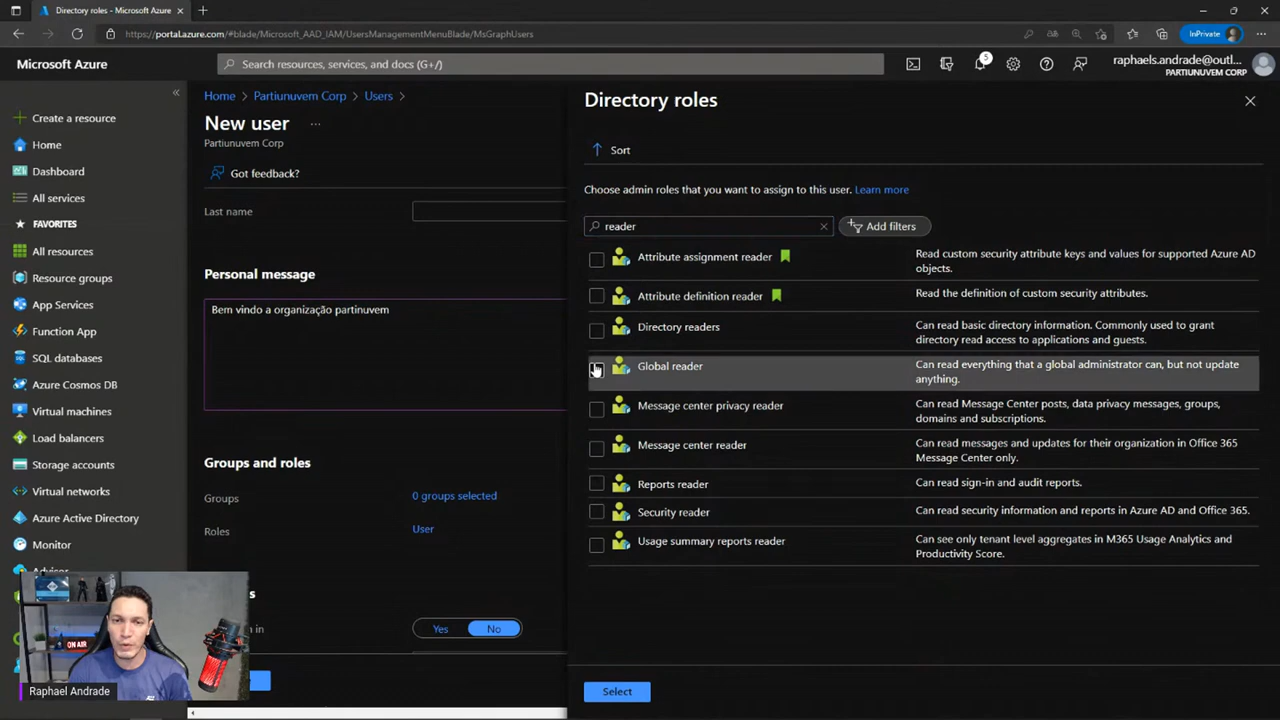 Directory roles - Microsoft Azure
https://portal.azure.com/#blade/Microsoft_AAD_IAM/UsersManagementMenuBlade/MsGraphUsers
InPrivate
Microsoft Azure
Search resources, services, and docs (G+/)
5
raphaels.andrade@outl...
PARTIUNUVEM CORP
Create a resource
Home
Dashboard
All services
FAVORITES
All resources
Resource groups
App Services
Function App
SQL databases
Azure Cosmos DB
Virtual machines
Load balancers
Storage accounts
Virtual networks
Azure Active Directory
Monitor
Advisor
Home > Partiunuvem Corp > Users >
New user ...
Partiunuvem Corp
Got feedback?
Last name
Personal message
Bem vindo a organização partinuvem
Groups and roles
Groups
0 groups selected
Roles
User
Yes
No
Directory roles
Sort
Choose admin roles that you want to assign to this user. Learn more
reader
Add filters
Attribute assignment reader
Read custom security attribute keys and values for supported Azure AD
objects.
Attribute definition reader
Read the definition of custom security attributes.
Directory readers
Can read basic directory information. Commonly used to grant
directory read access to applications and guests.
Global reader
Can read everything that a global administrator can, but not update
anything.
Message center privacy reader
Can read Message Center posts, data privacy messages, groups,
domains and subscriptions.
Message center reader
Can read messages and updates for their organization in Office 365
Message Center only.
Reports reader
Can read sign-in and audit reports.
Security reader
Can read security information and reports in Azure AD and Office 365.
Usage summary reports reader
Can see only tenant level aggregates in M365 Usage Analytics and
Productivity Score.
Select
ON AIR
Raphael Andrade